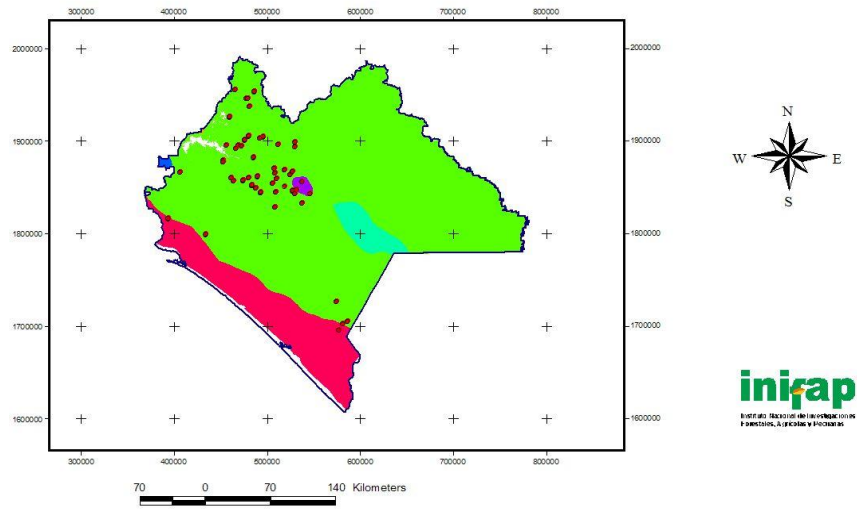 300000 400000 500000 600000 700000 800000
2000000 2000000
1900000 1900000
1800000 1800000
1700000 1700000
1600000 1600000
300000 400000 500000 600000 700000 800000
70 0 70 140 Kilometers
N
W E
S
inifap
Instituto Nacional de Investigaciones
Forestales, Agrícolas y Pecuarias